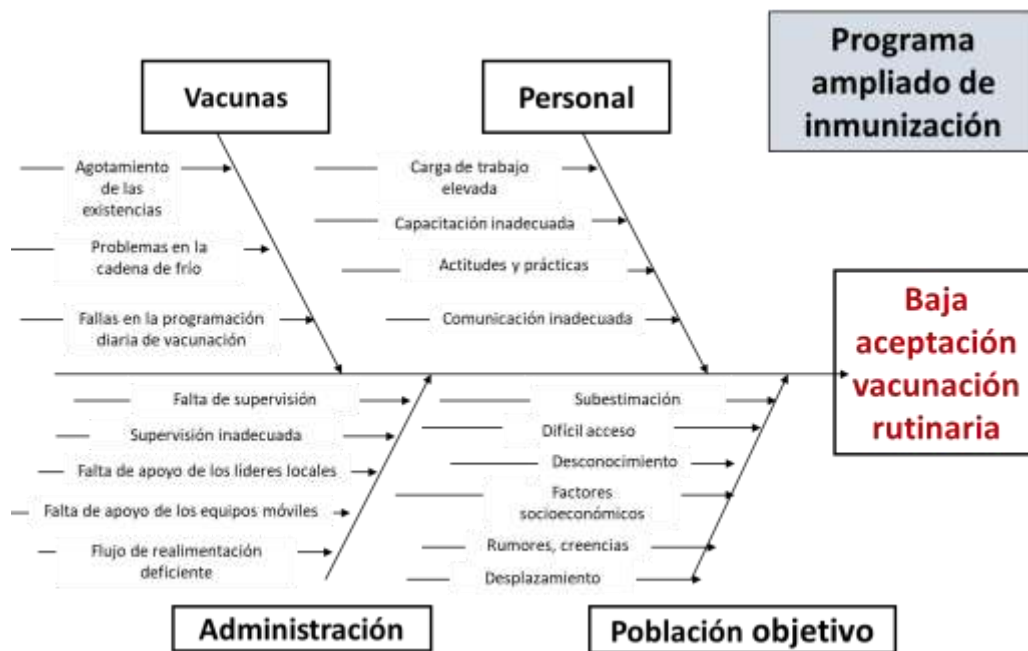 Programa
ampliado de
inmunización
Vacunas
Personal
Agotamiento
de las
existencias
Problemas en la
cadena de frío
Fallas en la programación
diaria de vacunación
Carga de trabajo
elevada
Capacitación inadecuada
Actitudes y prácticas
Comunicación inadecuada
Baja
aceptación
vacunación
rutinaria
Falta de supervisión
Supervisión inadecuada
Falta de apoyo de los líderes locales
Falta de apoyo de los equipos móviles
Flujo de realimentación
deficiente
Subestimación
Difícil acceso
Desconocimiento
Factores
socioeconómicos
Rumores, creencias
Desplazamiento
Administración
Población objetivo